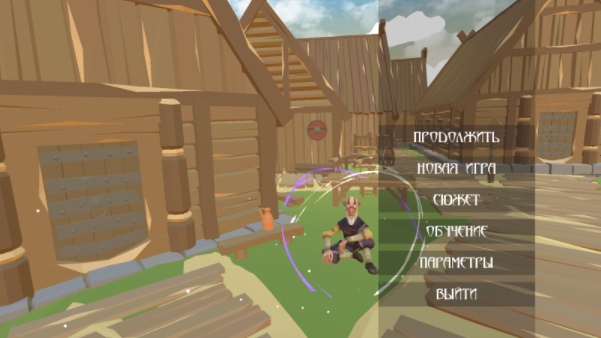 ПРОДОЛЖИТЬ
НОВАЯ ИГРА
СЮЖЕТ
ОБУЧЕНИЕ
ПАРАМЕТРЫ
ВЫЙТИ